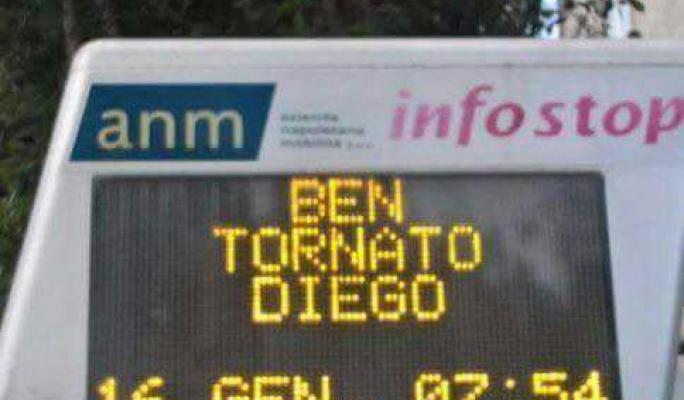 anm
azienda
napoletana
mobilità
infostop
BEN
TORNATO
DIEGO
16 GEN. 07:54